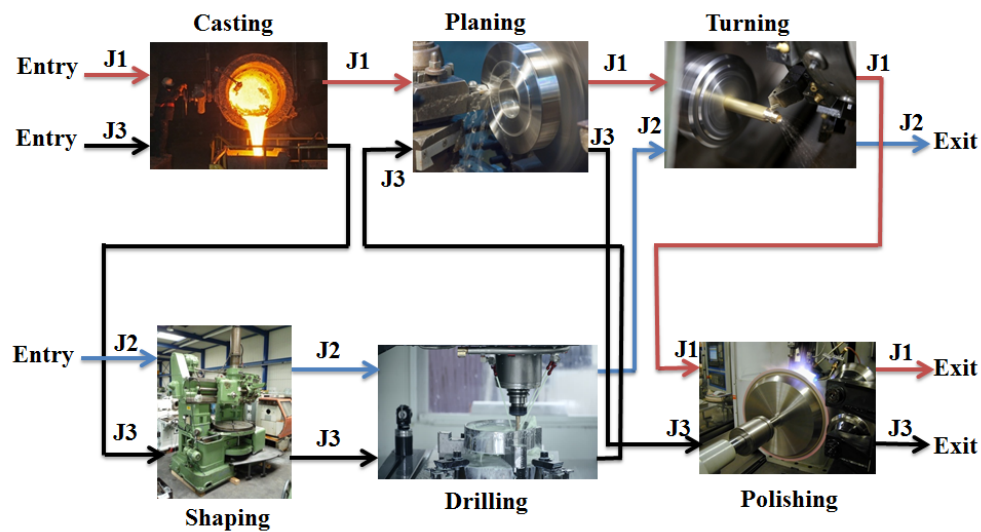 Casting
Planing
Turning
Entry
J1
J1
J1
J1
Entry
J3
J3
J3
J2
J2
Exit
Entry
J2
J2
J1
J1
Exit
J3
J3
J3
J3
Exit
Shaping
Drilling
Polishing